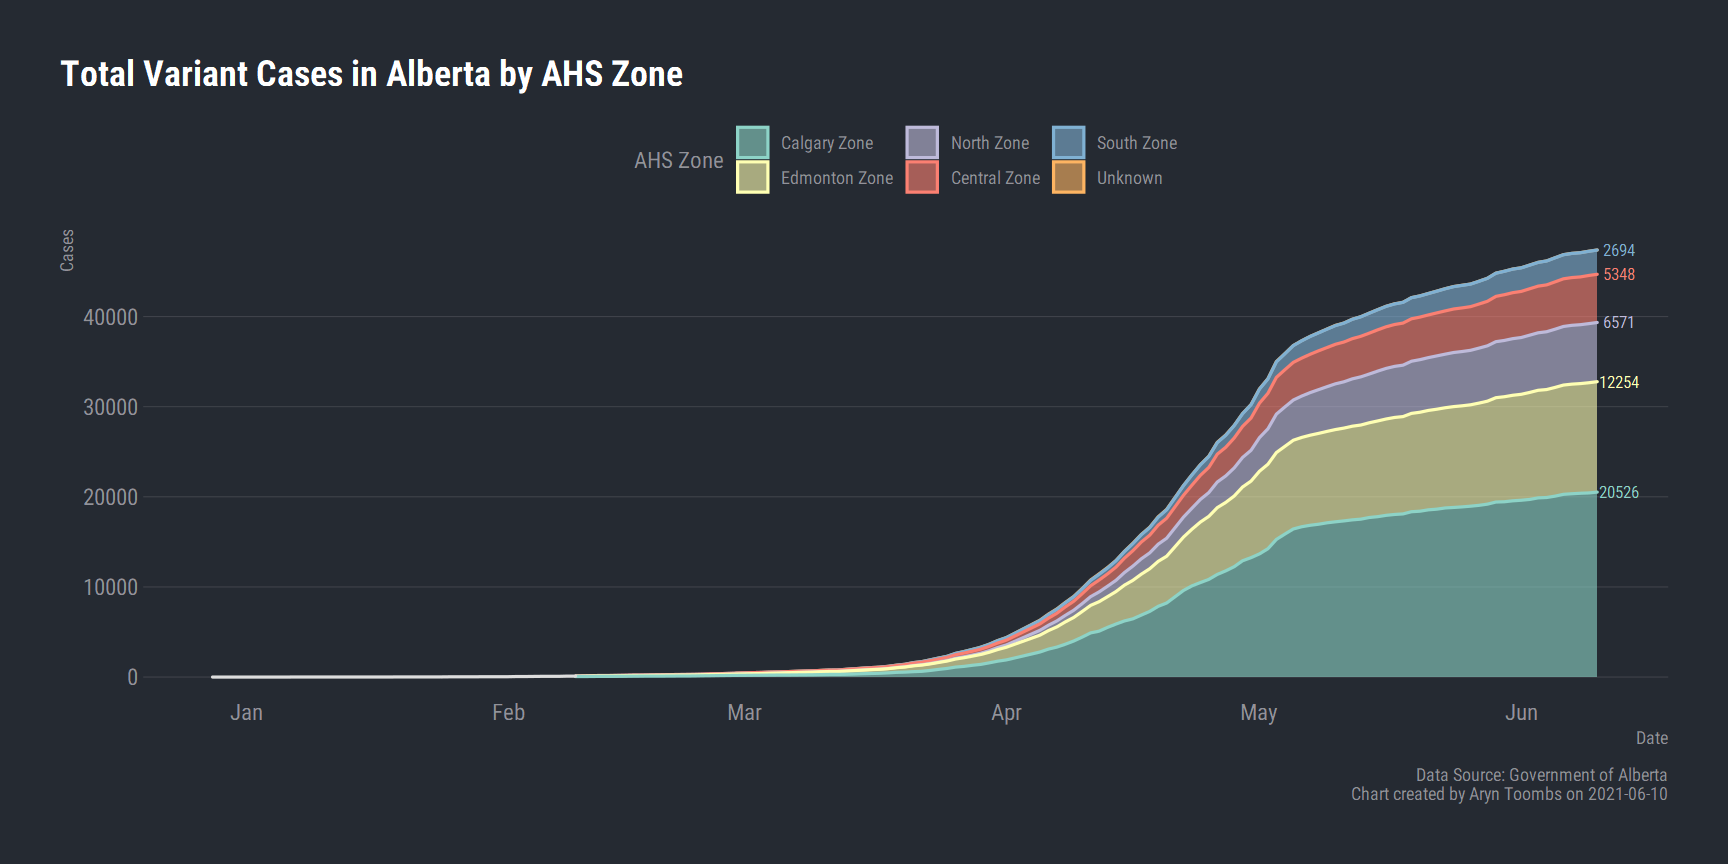 Total Variant Cases in Alberta by AHS Zone
AHS Zone
Calgary Zone
North Zone
South Zone
Edmonton Zone
Central Zone
Unknown
Cases
2694
5348
6571
12254
20526
40000
30000
20000
10000
0
Jan
Feb
Mar
Apr
May
Jun
Date
Data Source: Government of Alberta
Chart created by Aryn Toombs on 2021-06-10